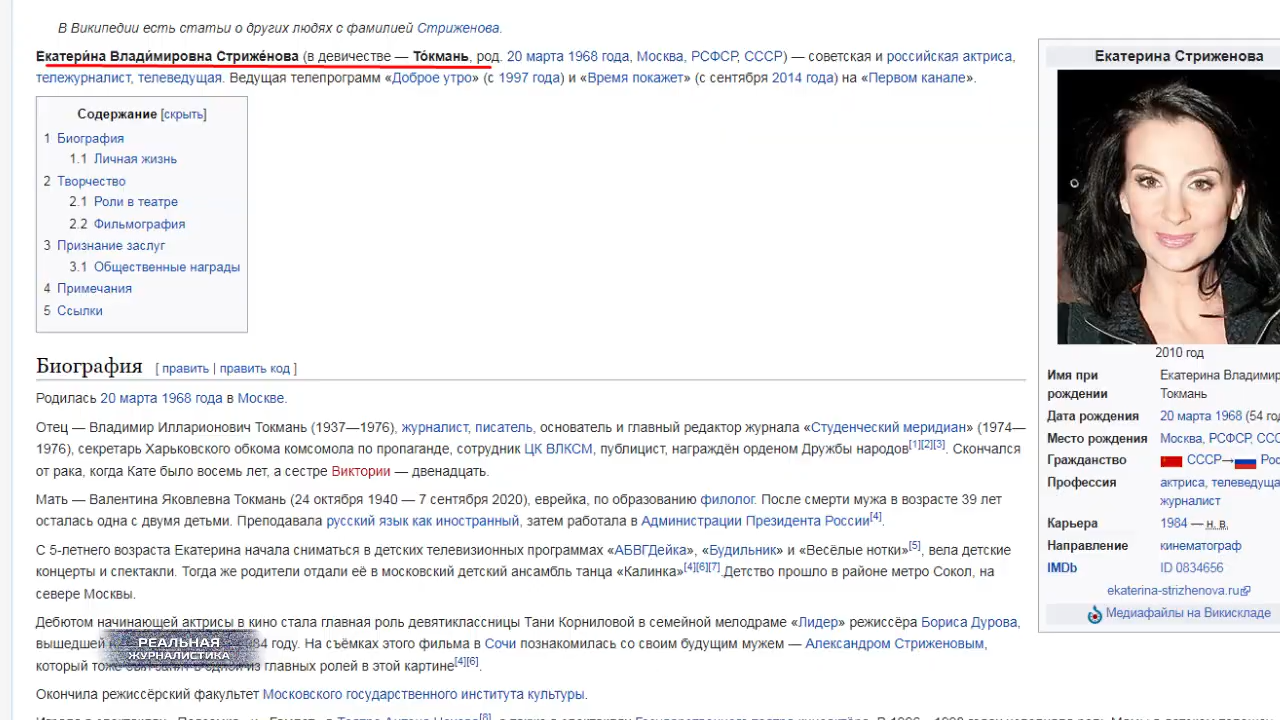 В Википедии есть статьи о других людях с фамилией Стриженова.
Екатери́на Влади́мировна Стриже́нова (в девичестве — То́кмань, род. 20 марта 1968 года, Москва, РСФСР, СССР) — советская и российская актриса,
тележурналист, телеведущая. Ведущая телепрограмм «Доброе утро» (с 1997 года) и «Время покажет» (с сентября 2014 года) на «Первом канале».
Содержание [скрыть]
1 Биография
1.1 Личная жизнь
2 Творчество
2.1 Роли в театре
2.2 Фильмография
3 Признание заслуг
3.1 Общественные награды
4 Примечания
5 Ссылки
Биография [ править | править код ]
Родилась 20 марта 1968 года в Москве.
Отец — Владимир Илларионович Токмань (1937—1976), журналист, писатель, основатель и главный редактор журнала «Студенческий меридиан» (1974—
1976), секретарь Харьковского обкома комсомола по пропаганде, сотрудник ЦК ВЛКСМ, публицист, награждён орденом Дружбы народов[1][2][3]. Скончался
от рака, когда Кате было восемь лет, а сестре Виктории — двенадцать.
Мать — Валентина Яковлевна Токмань (24 октября 1940 — 7 сентября 2020), еврейка, по образованию филолог. После смерти мужа в возрасте 39 лет
осталась одна с двумя детьми. Преподавала русский язык как иностранный, затем работала в Администрации Президента России[4].
С 5-летнего возраста Екатерина начала сниматься в детских телевизионных программах «АБВГДейка», «Будильник» и «Весёлые нотки»[5], вела детские
концерты и спектакли. Тогда же родители отдали её в московский детский ансамбль танца «Калинка»[4][6][7].Детство прошло в районе метро Сокол, на
севере Москвы.
Дебютом начинающей актрисы в кино стала главная роль девятиклассницы Тани Корниловой в семейной мелодраме «Лидер» режиссёра Бориса Дурова,
вышедшей 84 году. На съёмках этого фильма в Сочи познакомилась со своим будущим мужем — Александром Стриженовым,
который одной из главных ролей в этой картине[4][6].
Окончила режиссёрский факультет Московского государственного института культуры.
РЕАЛЬНАЯ
ЖУРНАЛИСТИКА
Екатерина Стриженова
2010 год
Имя при рождении Екатерина Владимир
Токмань
Дата рождения 20 марта 1968 (54 го
Место рождения Москва, РСФСР, ССС
Гражданство СССР→ Рос
Профессия актриса, телеведуща
журналист
Карьера 1984 — н. в.
Направление кинематограф
IMDb ID 0834656
ekaterina-strizhenova.ru
Медиафайлы на Викискладе